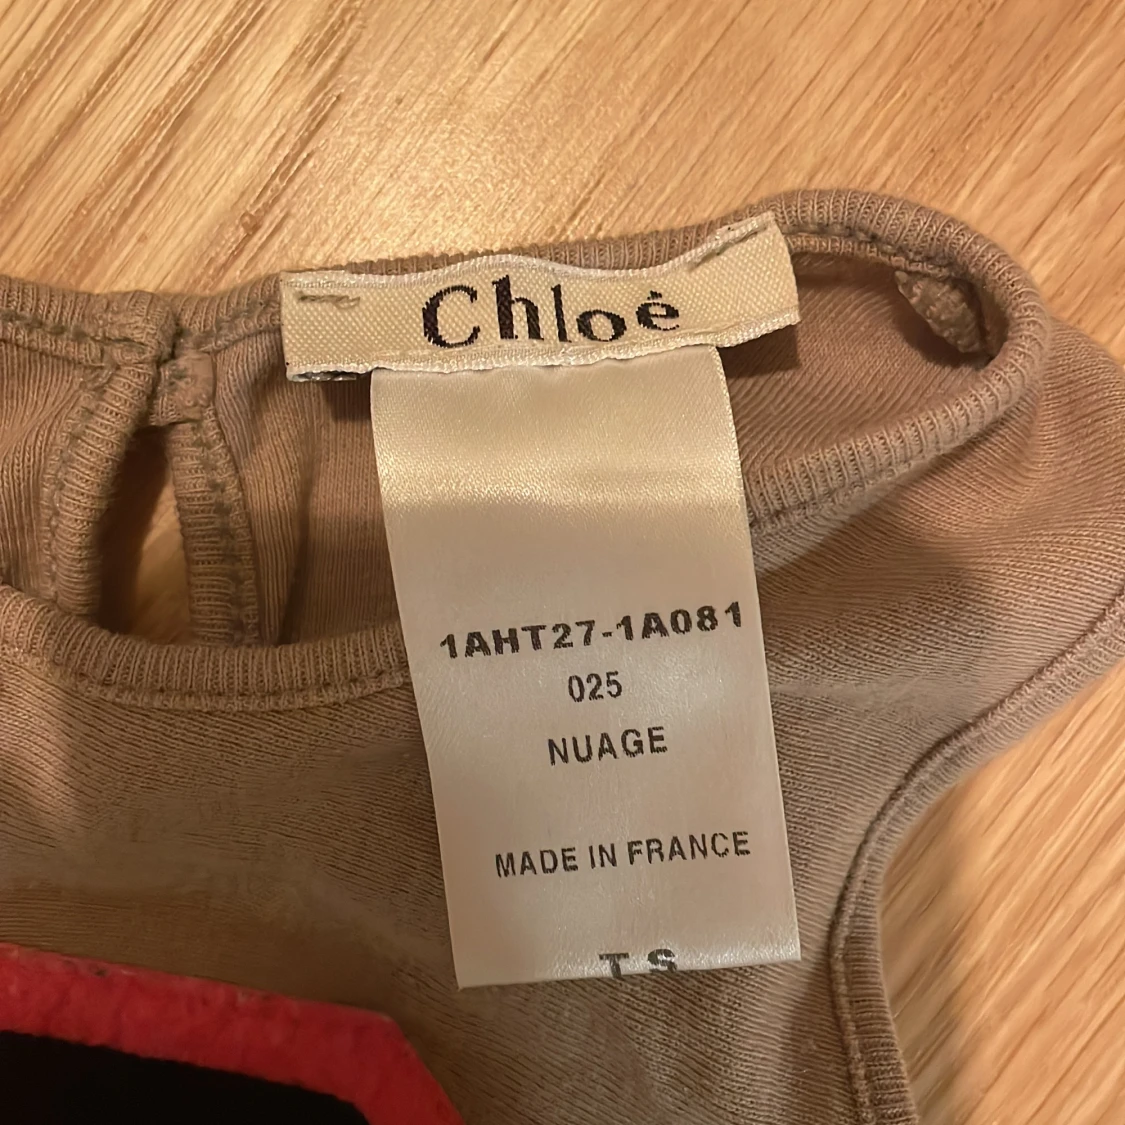 Chloé
1AHT27-1A081
025
NUAGE
MADE IN FRANCE
T S